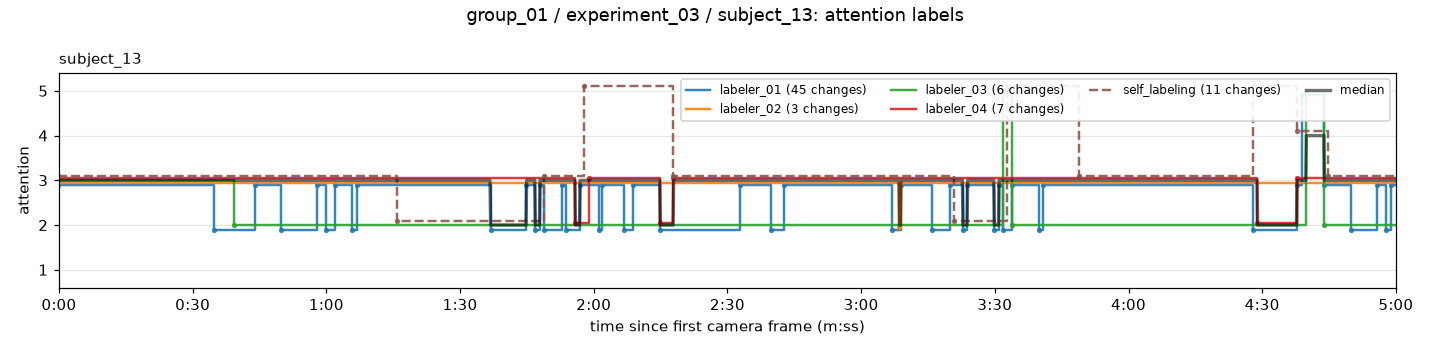 group_01 / experiment_03 / subject_13: attention labels
subject_13
labeler_01 (45 changes)
labeler_02 (3 changes)
labeler_03 (6 changes)
labeler_04 (7 changes)
self_labeling (11 changes)
median
attention
5
4
3
2
1
0:00 0:30 1:00 1:30 2:00 2:30 3:00 3:30 4:00 4:30 5:00
time since first camera frame (m:ss)